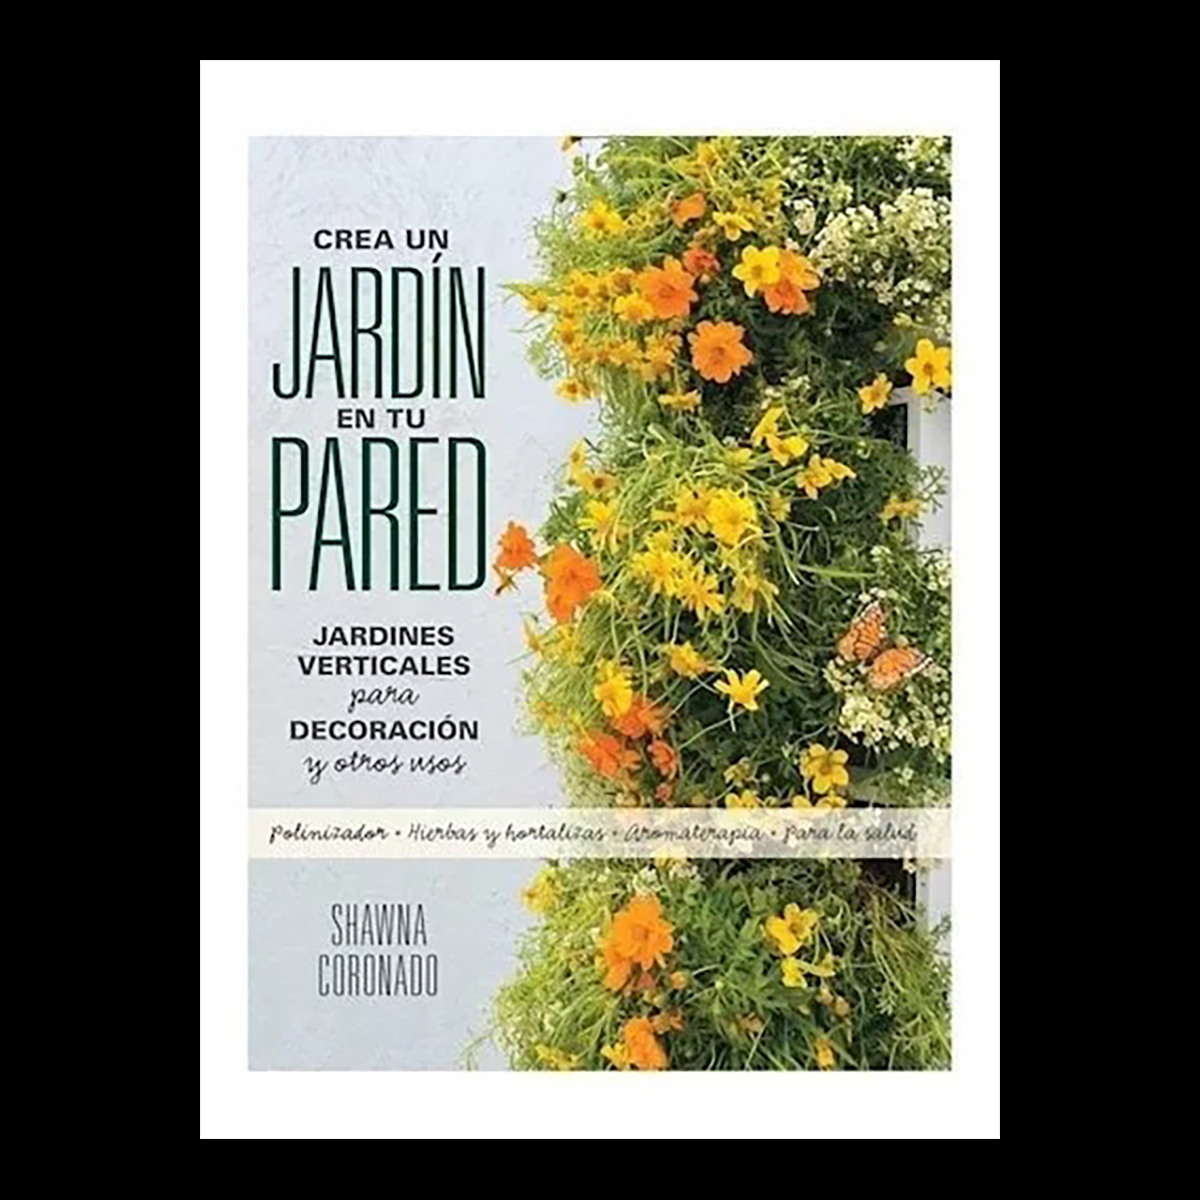 CREA UN
JARDÍN
EN TU
PARED
JARDINES
VERTICALES
para
DECORACIÓN
y otros usos
Polinizador • Hierbas y hortalizas • Aromaterapia • Para la salud
SHAWNA
CORONADO